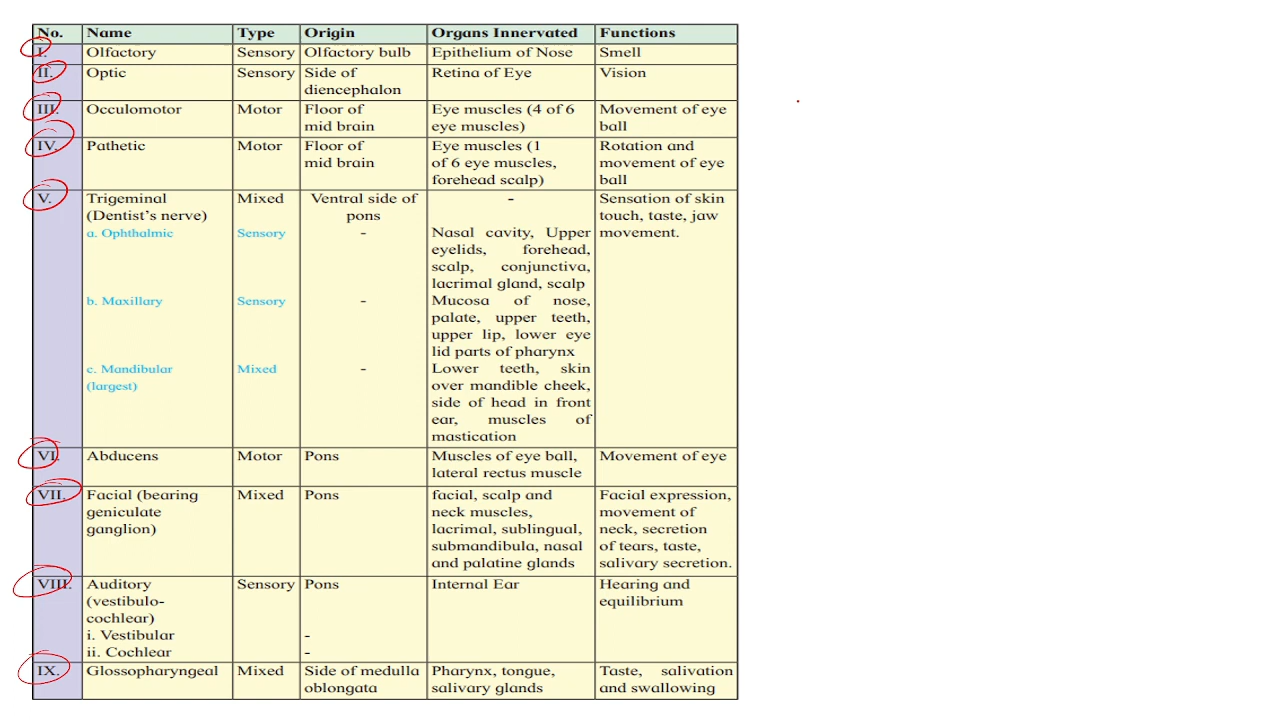 No. Name Type Origin Organs Innervated Functions
I. Olfactory Sensory Olfactory bulb Epithelium of Nose Smell
II. Optic Sensory Side of Retina of Eye Vision
diencephalon
III. Occulomotor Motor Floor of Eye muscles (4 of 6 Movement of eye
mid brain eye muscles) ball
IV. Pathetic Motor Floor of Eye muscles (1 Rotation and
mid brain of 6 eye muscles, movement of eye
forehead scalp) ball
V. Trigeminal Mixed Ventral side of - Sensation of skin
(Dentist's nerve) pons touch, taste, jaw
a. Ophthalmic Sensory - Nasal cavity, Upper movement.
eyelids, forehead,
scalp, conjunctiva,
lacrimal gland, scalp
b. Maxillary Sensory - Mucosa of nose,
palate, upper teeth,
upper lip, lower eye
lid parts of pharynx
c. Mandibular Mixed - Lower teeth, skin
(largest) over mandible cheek,
side of head in front
ear, muscles of
mastication
VI. Abducens Motor Pons Muscles of eye ball, Movement of eye
lateral rectus muscle
VII. Facial (bearing Mixed Pons facial, scalp and Facial expression,
geniculate neck muscles, movement of
ganglion) lacrimal, sublingual, neck, secretion
submandibula, nasal of tears, taste,
and palatine glands salivary secretion.
VIII. Auditory Sensory Pons Internal Ear Hearing and
(vestibulo- equilibrium
cochlear)
i. Vestibular -
ii. Cochlear -
IX. Glossopharyngeal Mixed Side of medulla Pharynx, tongue, Taste, salivation
oblongata salivary glands and swallowing